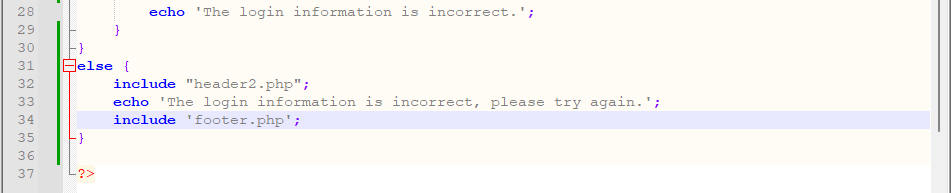 28 echo 'The login information is incorrect.';
29 }
30 }
31 else {
32 include "header2.php";
33 echo 'The login information is incorrect, please try again.';
34 include 'footer.php';
35 }
36
37 ?>